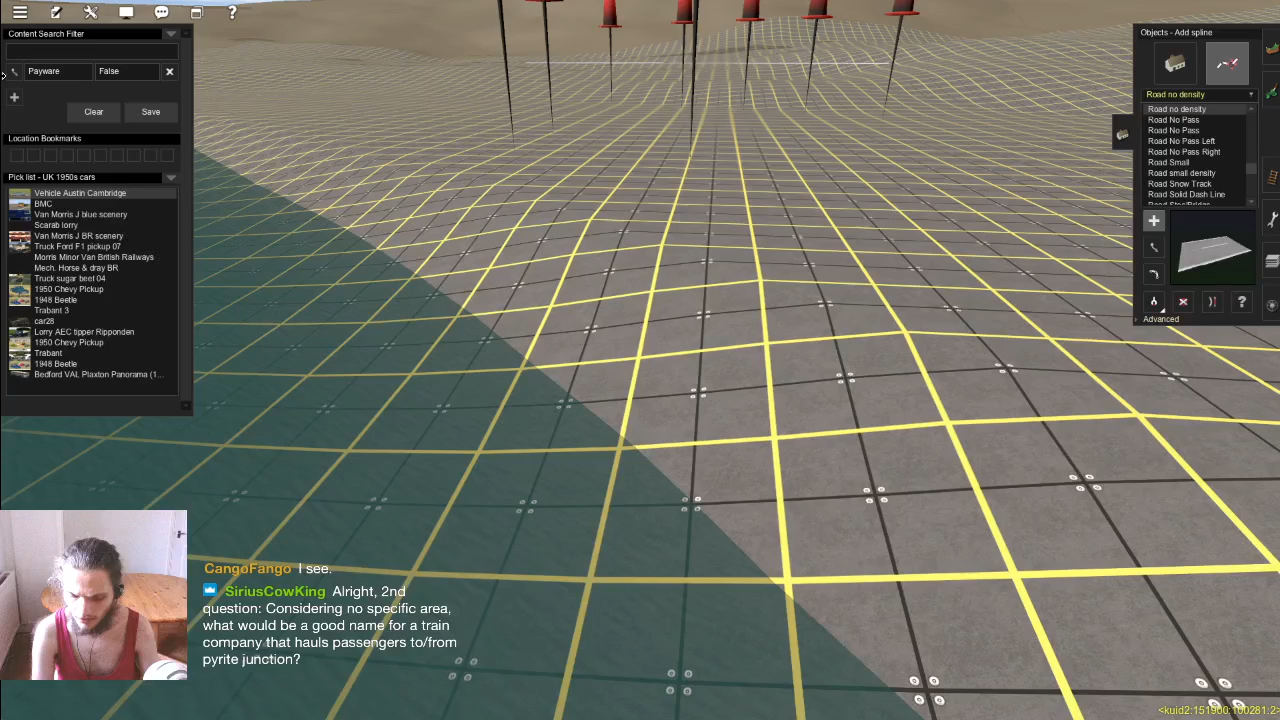 Content Search Filter
Payware False
Clear Save
Location Bookmarks
Pick list - UK 1950s cars
Vehicle Austin Cambridge
BMC
Van Morris J blue scenery
Scarab lorry
Van Morris J BR scenery
Truck Ford F1 pickup 07
Morris Minor Van British Railways
Mech. Horse & dray BR
Truck sugar beet 04
1950 Chevy Pickup
1948 Beetle
Trabant 3
car28
Lorry AEC tipper Ripponden
1950 Chevy Pickup
Trabant
1948 Beetle
Bedford VAL Plaxton Panorama (1...
Objects - Add spline
Road no density
Road no density
Road No Pass
Road No Pass
Road No Pass Left
Road No Pass Right
Road Small
Road small density
Road Snow Track
Road Solid Dash Line
Advanced
CangoFango I see.
SiriusCowKing Alright, 2nd
question: Considering no specific area,
what would be a good name for a train
company that hauls passengers to/from
pyrite junction?
<kuid2:151900:100281:2>